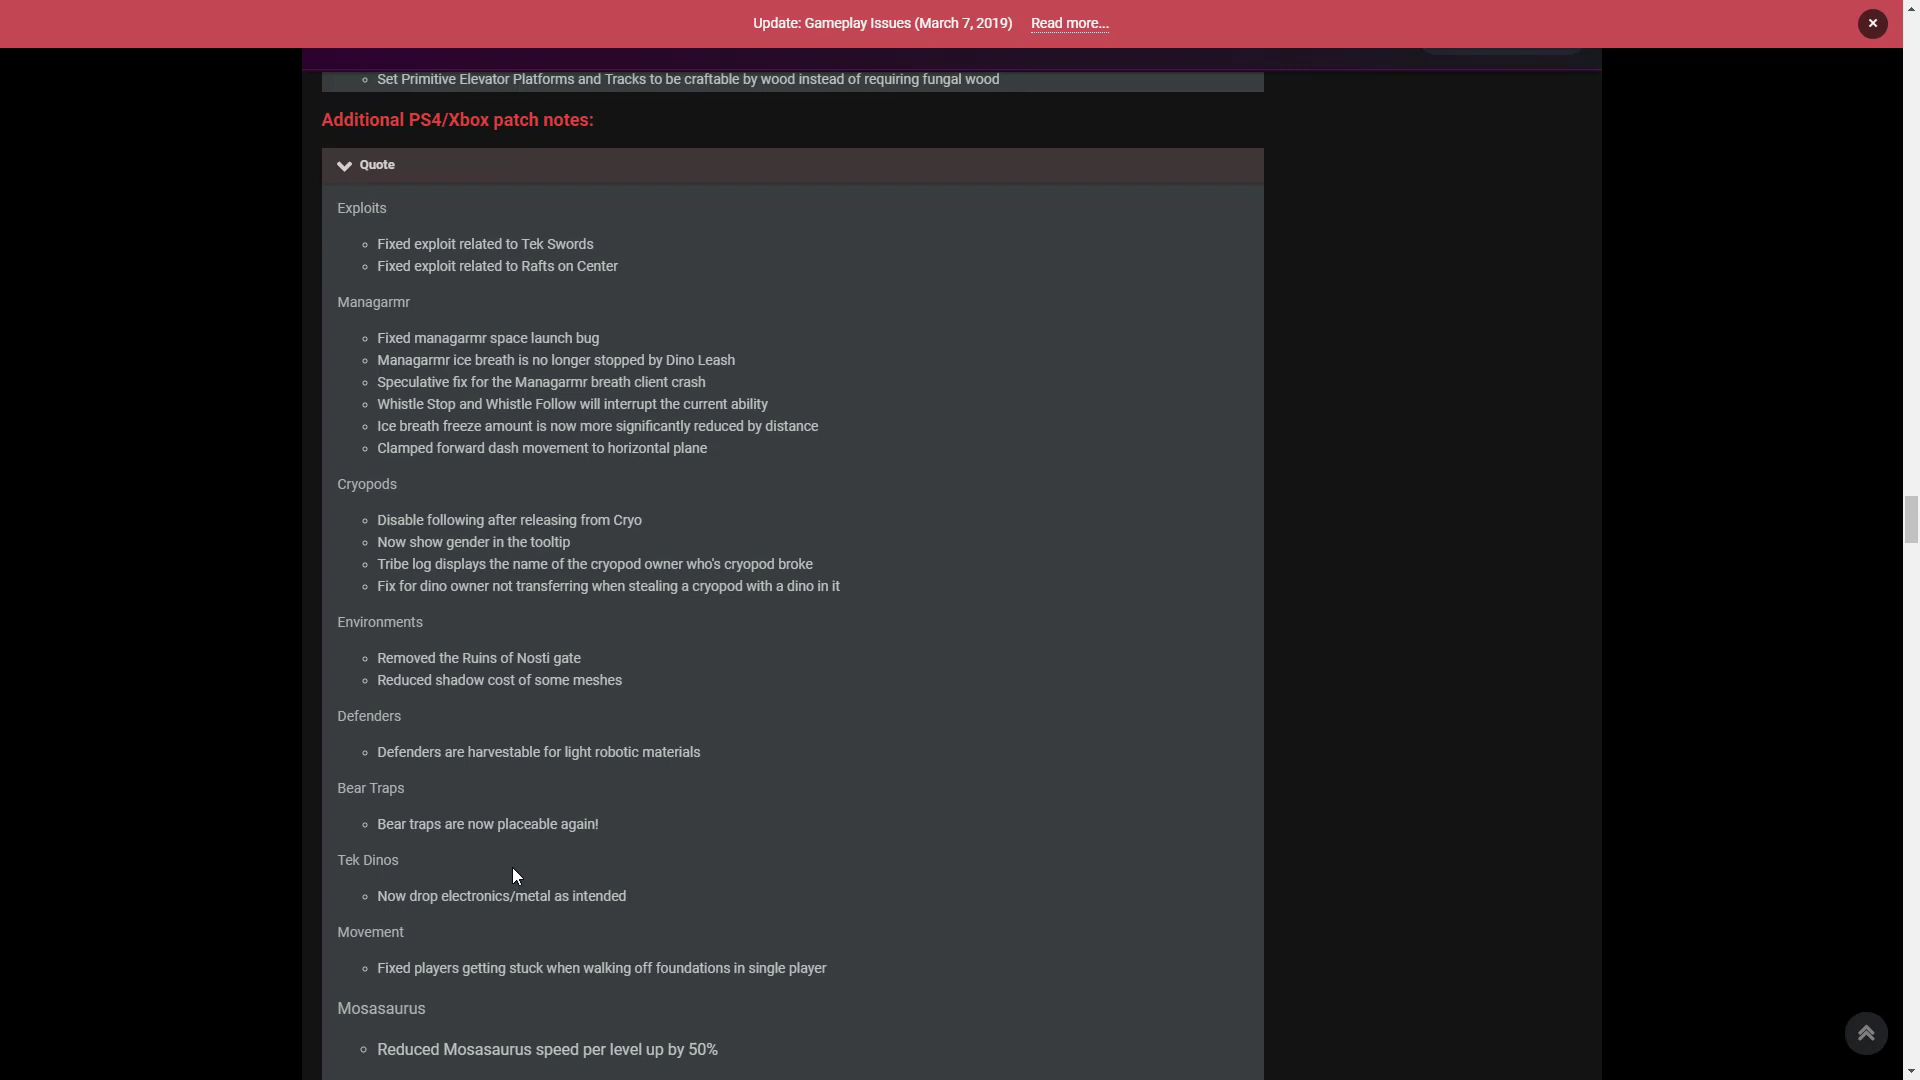 Update: Gameplay Issues (March 7, 2019) Read more...
Set Primitive Elevator Platforms and Tracks to be craftable by wood instead of requiring fungal wood
Additional PS4/Xbox patch notes:
Quote
Exploits
Fixed exploit related to Tek Swords
Fixed exploit related to Rafts on Center
Managarmr
Fixed managarmr space launch bug
Managarmr ice breath is no longer stopped by Dino Leash
Speculative fix for the Managarmr breath client crash
Whistle Stop and Whistle Follow will interrupt the current ability
Ice breath freeze amount is now more significantly reduced by distance
Clamped forward dash movement to horizontal plane
Cryopods
Disable following after releasing from Cryo
Now show gender in the tooltip
Tribe log displays the name of the cryopod owner who's cryopod broke
Fix for dino owner not transferring when stealing a cryopod with a dino in it
Environments
Removed the Ruins of Nosti gate
Reduced shadow cost of some meshes
Defenders
Defenders are harvestable for light robotic materials
Bear Traps
Bear traps are now placeable again!
Tek Dinos
Now drop electronics/metal as intended
Movement
Fixed players getting stuck when walking off foundations in single player
Mosasaurus
Reduced Mosasaurus speed per level up by 50%